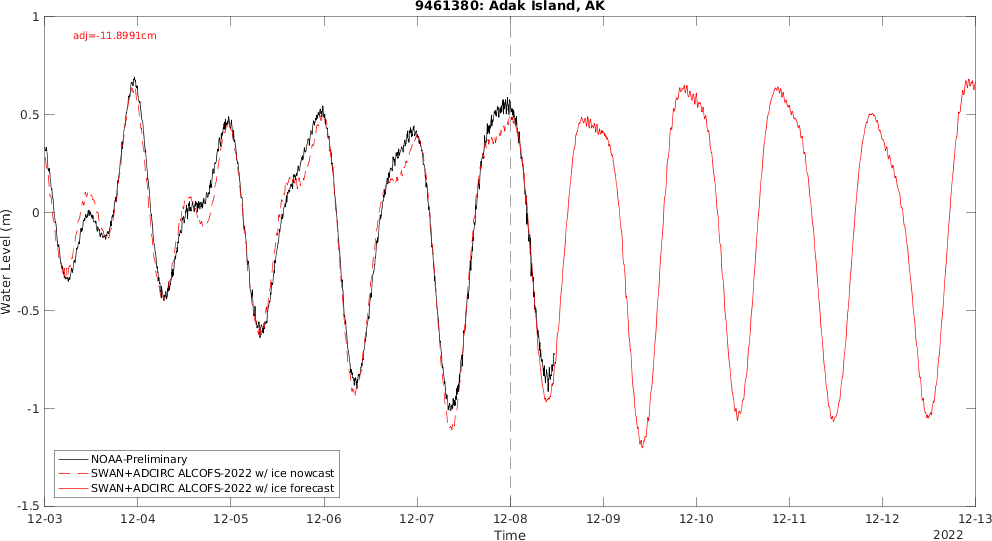 9461380: Adak Island, AK
adj=-11.8991cm
Water Level (m)
1
0.5
0
-0.5
-1
-1.5
NOAA-Preliminary
SWAN+ADCIRC ALCOFS-2022 w/ ice nowcast
SWAN+ADCIRC ALCOFS-2022 w/ ice forecast
12-03 12-04 12-05 12-06 12-07 12-08 12-09 12-10 12-11 12-12 12-13
Time
2022